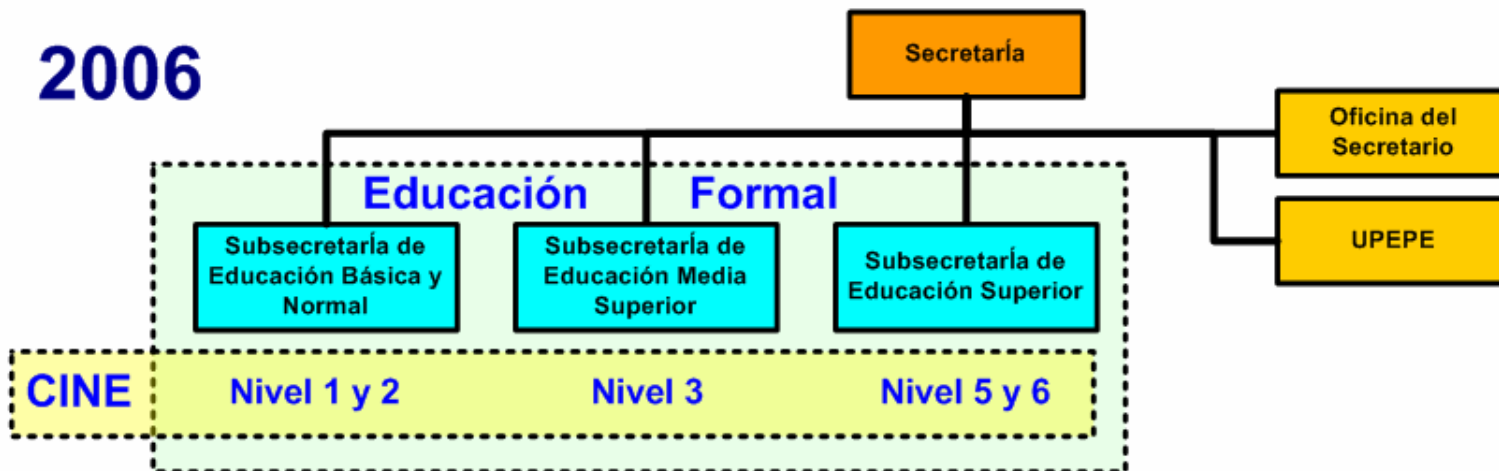 2006
Secretaría
Oficina del
Secretario
UPEPE
Educación Formal
Subsecretaría de
Educación Básica y
Normal
Subsecretaría de
Educación Media
Superior
Subsecretaría de
Educación Superior
CINE
Nivel 1 y 2
Nivel 3
Nivel 5 y 6